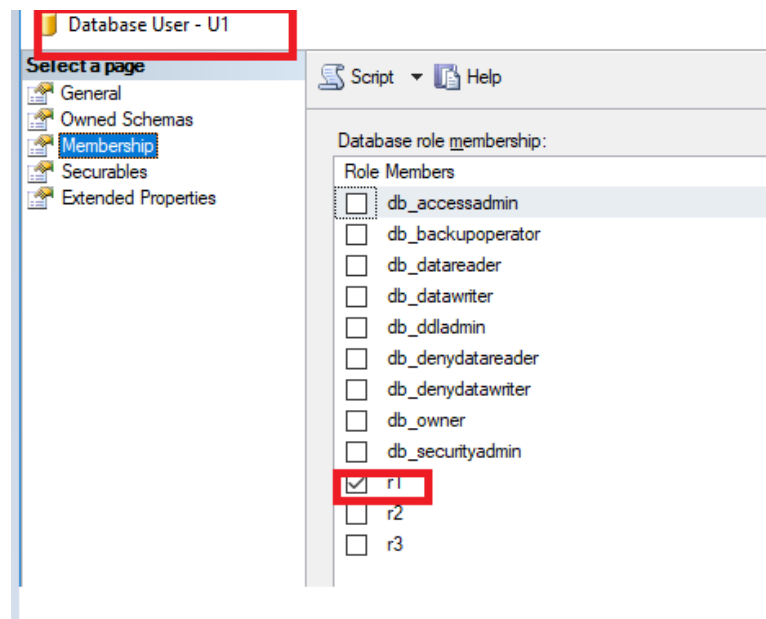 Database User - U1
Select a page
General
Owned Schemas
Membership
Securables
Extended Properties
Script Help
Database role membership:
Role Members
db_accessadmin
db_backupoperator
db_datareader
db_datawriter
db_ddladmin
db_denydatareader
db_denydatawriter
db_owner
db_securityadmin
r1
r2
r3